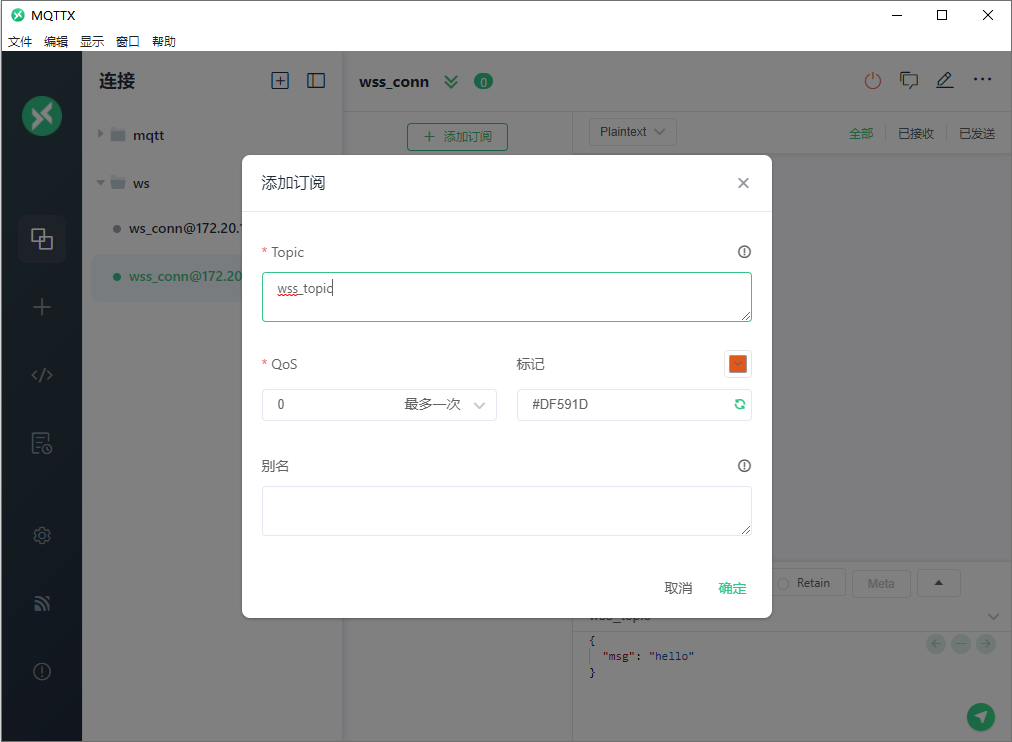 MQTTX
文件 编辑 显示 窗口 帮助
连接
wss_conn 0
mqtt
添加订阅
Plaintext
全部 已接收 已发送
ws
ws_conn@172.20.1
wss_conn@172.20
添加订阅
* Topic
wss_topic
* QoS
标记
0 最多一次
#DF591D
别名
取消 确定
Retain Meta
wss_topic
{
"msg": "hello"
}